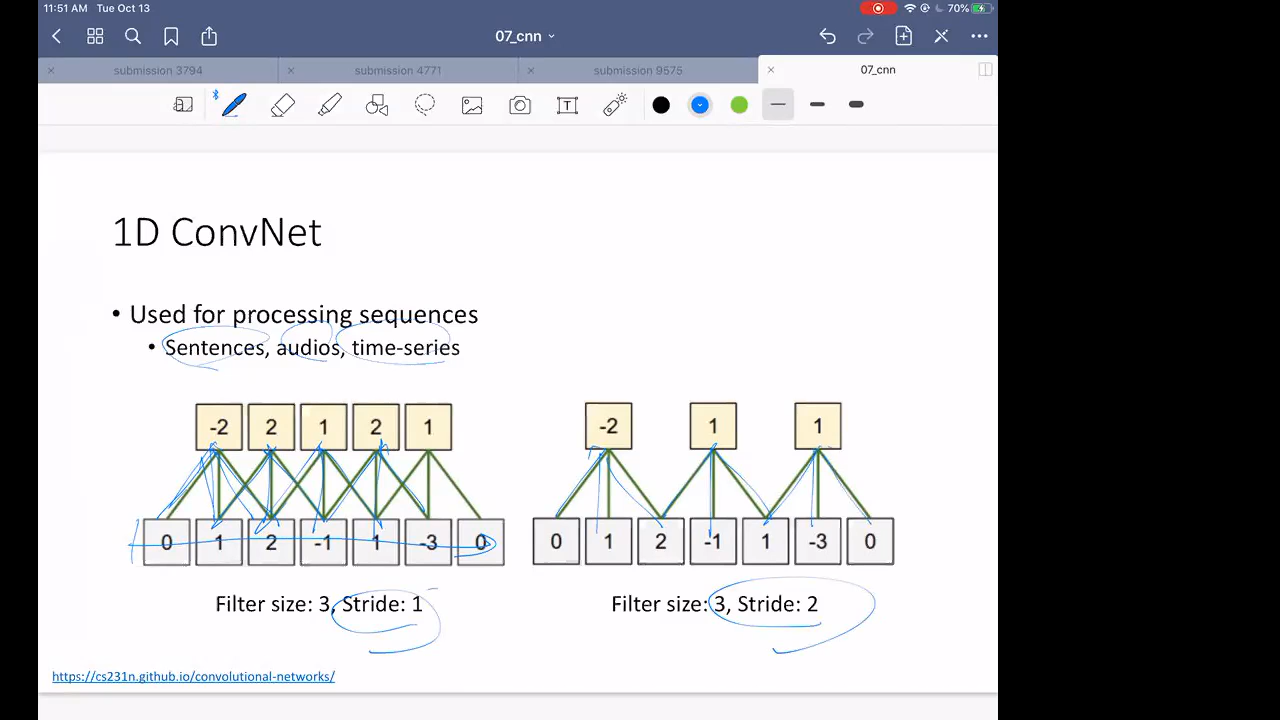 11:51 AM Tue Oct 13 70%
07_cnn
submission 3794 submission 4771 submission 9575 07_cnn
T
1D ConvNet
• Used for processing sequences
• Sentences, audios, time-series
-2 2 1 2 1 -2 1 1
0 1 2 -1 1 -3 0 0 1 2 -1 1 -3 0
Filter size: 3, Stride: 1 Filter size: 3, Stride: 2
https://cs231n.github.io/convolutional-networks/